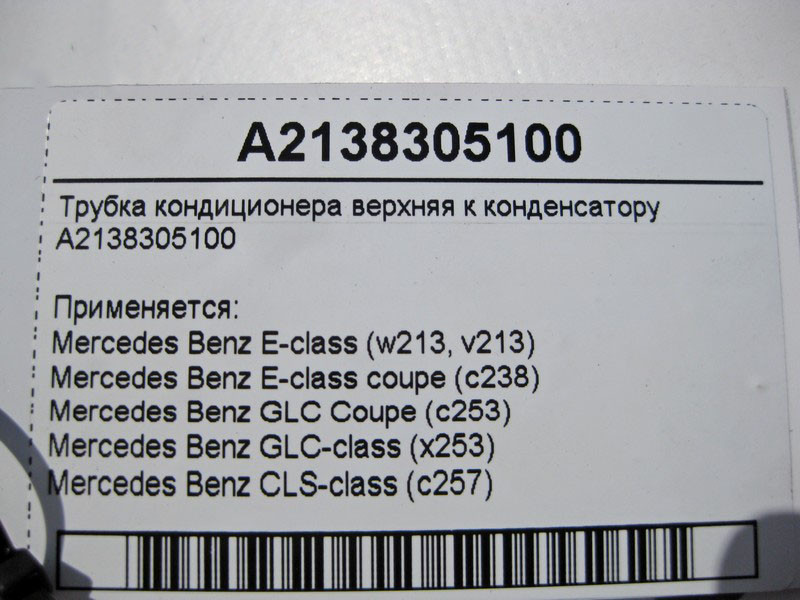 A2138305100
Трубка кондиционера верхняя к конденсатору
A2138305100
Применяется:
Mercedes Benz E-class (w213, v213)
Mercedes Benz E-class coupe (c238)
Mercedes Benz GLC Coupe (c253)
Mercedes Benz GLC-class (x253)
Mercedes Benz CLS-class (c257)